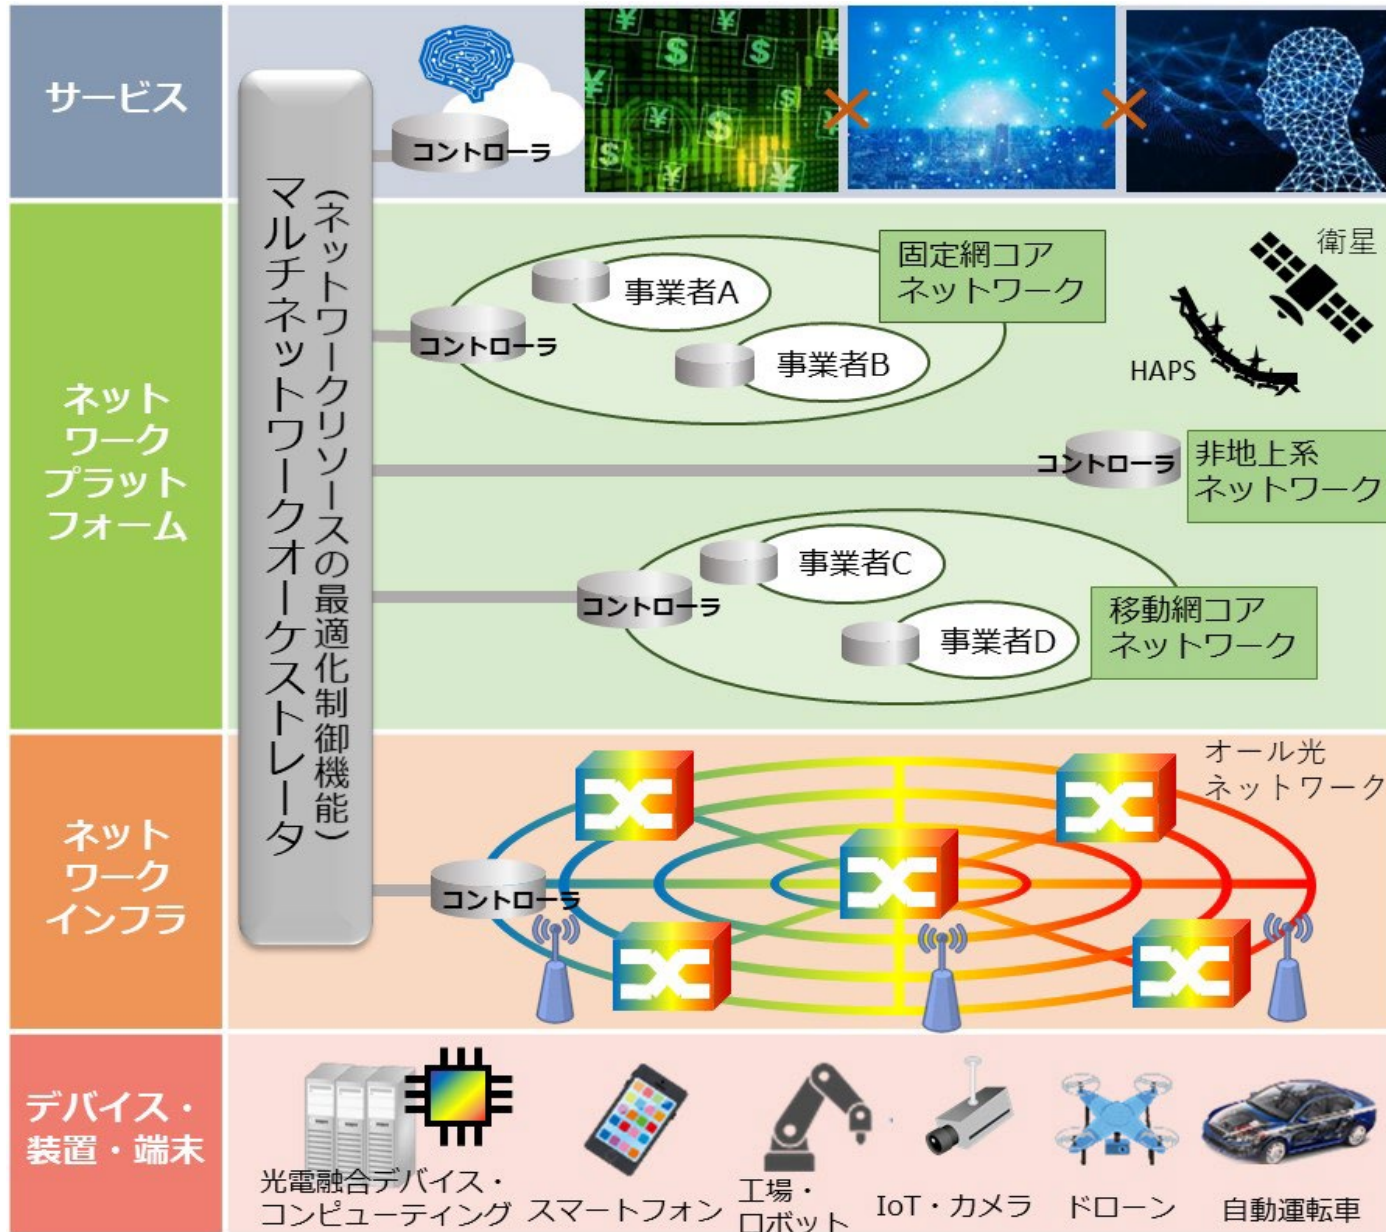 サービス
コントローラ
マルチネットワークオーケストレータ
(ネットワークリソースの最適化制御機能)
ネット
ワーク
プラット
フォーム
固定網コア
ネットワーク
事業者A
事業者B
コントローラ
衛星
HAPS
コントローラ
非地上系
ネットワーク
事業者C
事業者D
コントローラ
移動網コア
ネットワーク
ネット
ワーク
インフラ
オール光
ネットワーク
コントローラ
デバイス・
装置・端末
光電融合デバイス・
コンピューティング
スマートフォン
工場・
ロボット
IoT・カメラ
ドローン
自動運転車